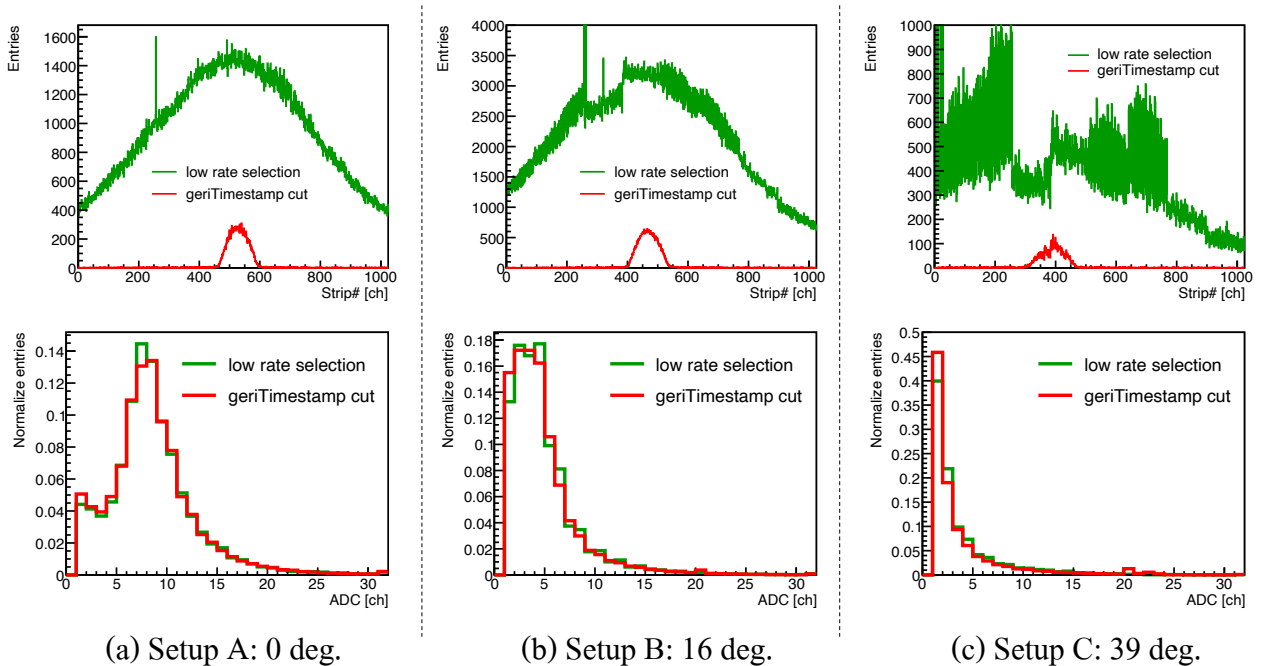 Entries
1600
1400
1200
1000
800
600
400
200
0
low rate selection
geriTimestamp cut
0 200 400 600 800 1000
Strip# [ch]
Entries
4000
3500
3000
2500
2000
1500
1000
500
0
low rate selection
geriTimestamp cut
0 200 400 600 800 1000
Strip# [ch]
Entries
1000
900
800
700
600
500
400
300
200
100
0
low rate selection
geriTimestamp cut
0 200 400 600 800 1000
Strip# [ch]
Normalize entries
0.14
0.12
0.1
0.08
0.06
0.04
0.02
0
low rate selection
geriTimestamp cut
0 5 10 15 20 25 30
ADC [ch]
Normalize entries
0.18
0.16
0.14
0.12
0.1
0.08
0.06
0.04
0.02
0
low rate selection
geriTimestamp cut
0 5 10 15 20 25 30
ADC [ch]
Normalize entries
0.5
0.45
0.4
0.35
0.3
0.25
0.2
0.15
0.1
0.05
0
low rate selection
geriTimestamp cut
0 5 10 15 20 25 30
ADC [ch]
(a) Setup A: 0 deg.
(b) Setup B: 16 deg.
(c) Setup C: 39 deg.